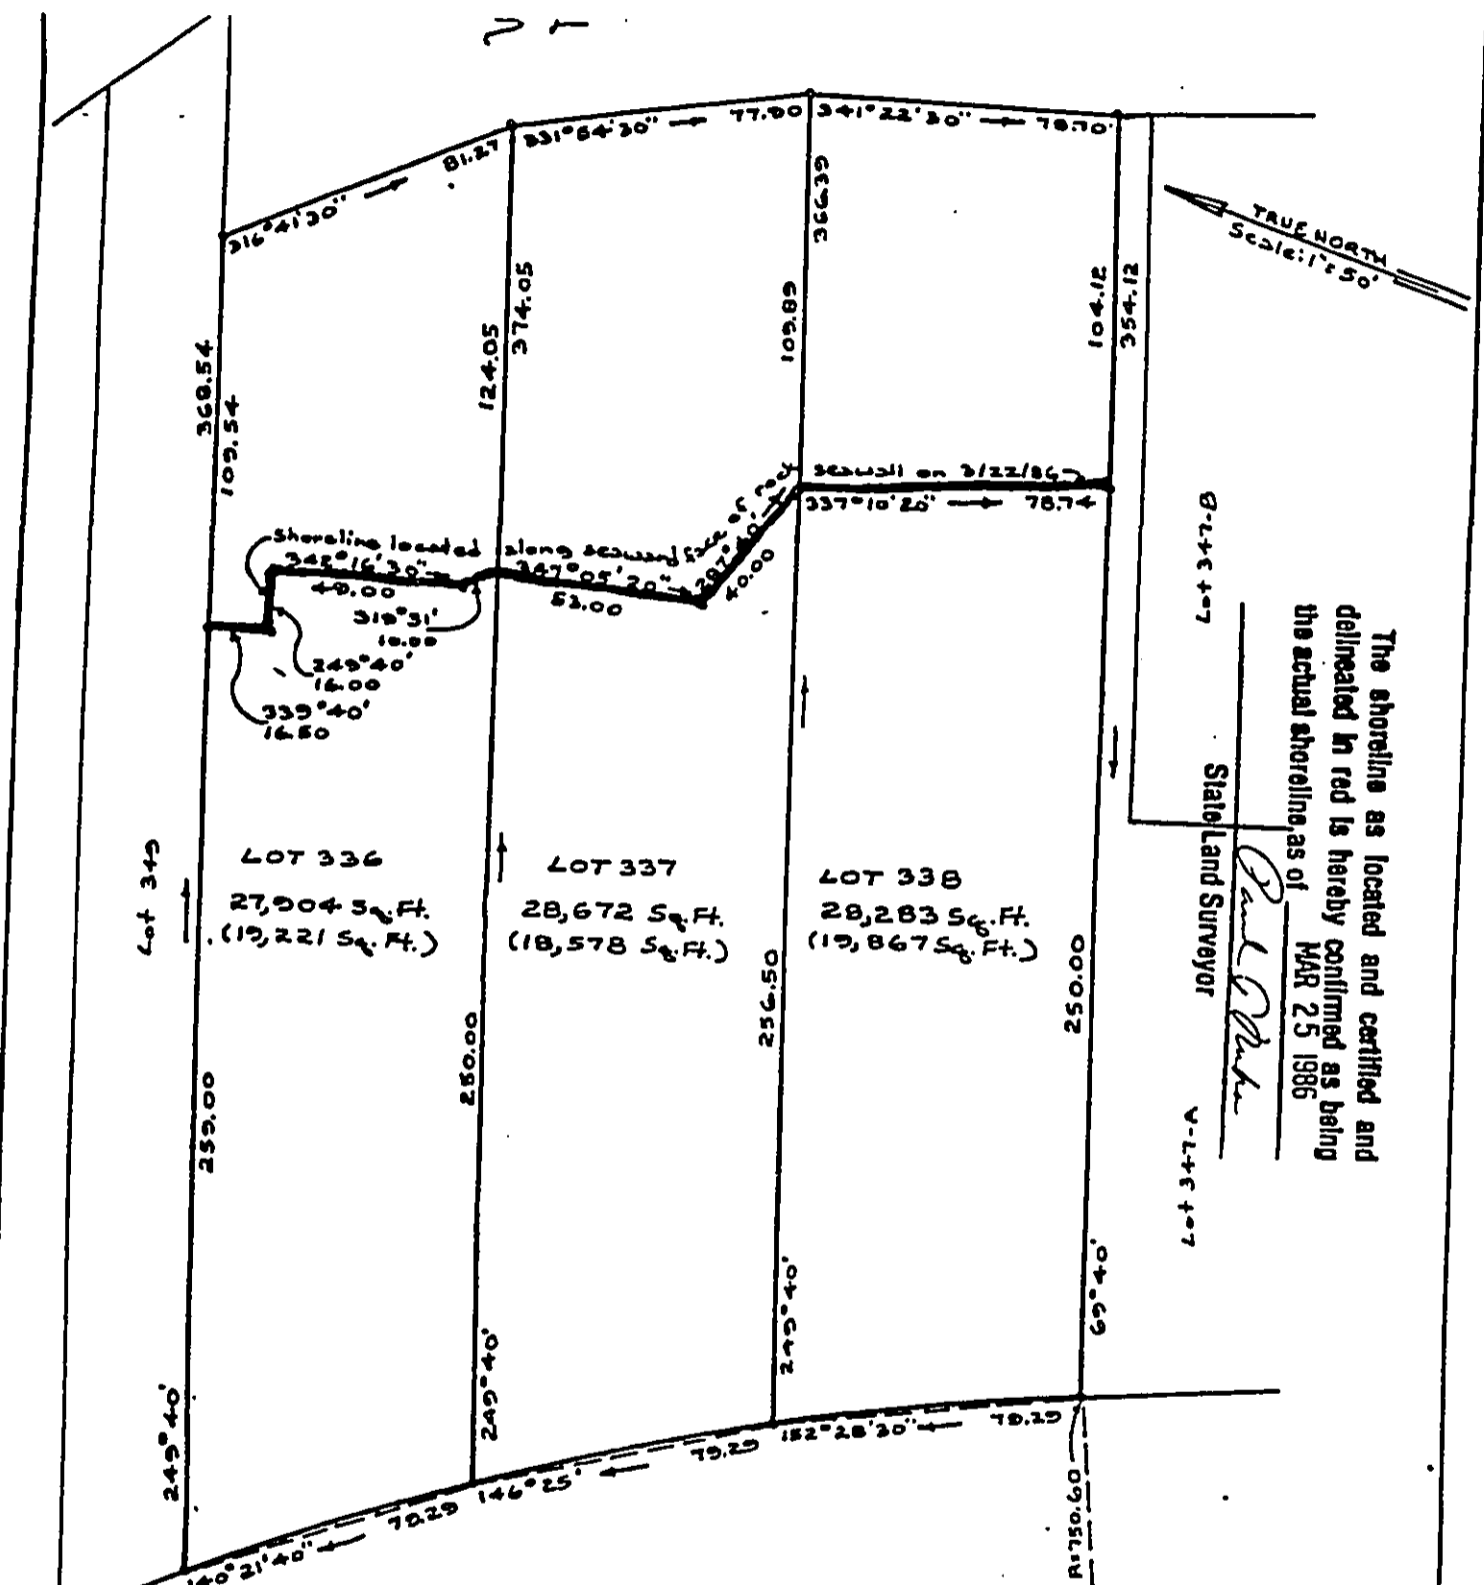 331°54'30" → 77.90
341°22'30" → 78.70
81.27
316°41'30" →
TRUE NORTH
Scale: 1" = 50'
368.54
109.54
124.05
374.05
366.39
109.89
104.12
354.12
seawall on 3/22/86
337°10'20" → 78.74
Shoreline located along seaward face of rock
342°16'30"
49.00
347°05'20"
53.00
287°40'
40.00
319°31'
10.00
249°40'
16.00
339°40'
16.50
Lot 347-B
The shoreline as located and certified and
delineated in red is hereby confirmed as being
the actual shoreline as of MAR 25 1986
State Land Surveyor
Lot 349
LOT 336
27,904 Sq. Ft.
(19,221 Sq. Ft.)
LOT 337
28,672 Sq. Ft.
(18,578 Sq. Ft.)
LOT 338
28,283 Sq. Ft.
(19,867 Sq. Ft.)
259.00
250.00
256.50
250.00
Lot 347-A
249°40'
249°40'
249°40'
69°40'
152°28'30" ← 79.29
146°25' ← 79.29
140°21'40" ← 79.29
R=750.60